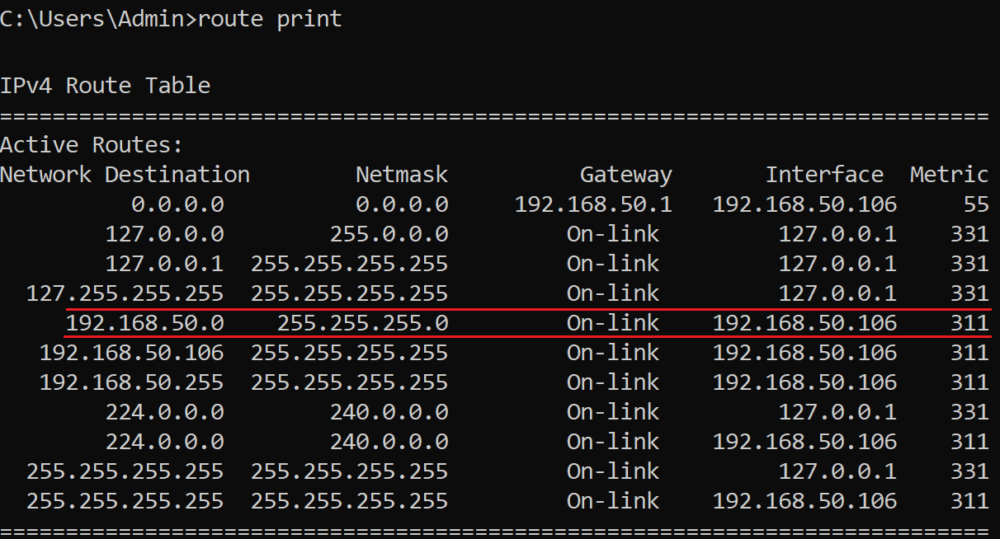 C:\Users\Admin>route print
IPv4 Route Table
===========================================================================
Active Routes:
Network Destination        Netmask          Gateway       Interface  Metric
          0.0.0.0          0.0.0.0     192.168.50.1   192.168.50.106     55
        127.0.0.0        255.0.0.0         On-link         127.0.0.1    331
        127.0.0.1  255.255.255.255         On-link         127.0.0.1    331
  127.255.255.255  255.255.255.255         On-link         127.0.0.1    331
     192.168.50.0    255.255.255.0         On-link    192.168.50.106    311
   192.168.50.106  255.255.255.255         On-link    192.168.50.106    311
   192.168.50.255  255.255.255.255         On-link    192.168.50.106    311
        224.0.0.0        240.0.0.0         On-link         127.0.0.1    331
        224.0.0.0        240.0.0.0         On-link    192.168.50.106    311
  255.255.255.255  255.255.255.255         On-link         127.0.0.1    331
  255.255.255.255  255.255.255.255         On-link    192.168.50.106    311
===========================================================================